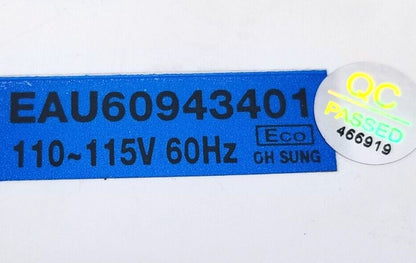 EAU60943401
110~115V 60Hz
Eco
OH SUNG
QC
PASSED
466919